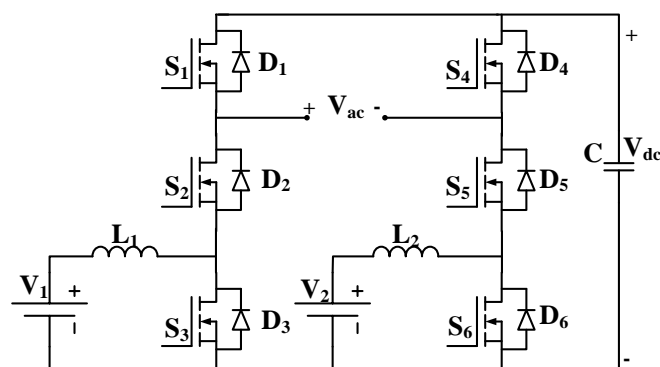 S1 D1 S4 D4 +
+ Vac -
C Vdc
S2 D2 S5 D5
L1 L2
V1 + V2 +
S3 D3 S6 D6
- - -